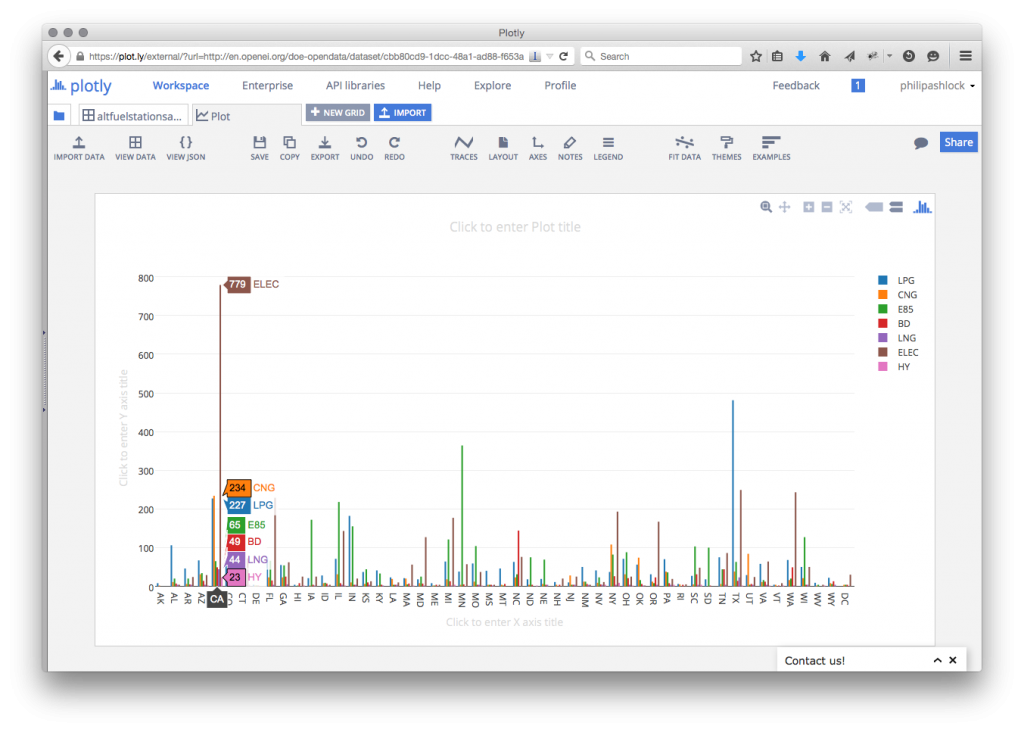 Plotly
https://plot.ly/external/?url=http://en.openei.org/doe-opendata/dataset/cbb80cd9-1dcc-48a1-ad88-f653a
Search
plotly Workspace Enterprise API libraries Help Explore Profile Feedback 1 philipashlock
altfuelstationsa... Plot + NEW GRID IMPORT
IMPORT DATA VIEW DATA VIEW JSON SAVE COPY EXPORT UNDO REDO TRACES LAYOUT AXES NOTES LEGEND FIT DATA THEMES EXAMPLES Share
Click to enter Plot title
800
700
600
500
400
300
200
100
0
Click to enter Y axis title
779 ELEC
234 CNG
227 LPG
65 E85
49 BD
44 LNG
23 HY
LPG
CNG
E85
BD
LNG
ELEC
HY
AK AL AR AZ CA CO CT DE FL GA HI IA ID IL IN KS KY LA MA MD ME MI MN MO MS MT NC ND NE NH NJ NM NV NY OH OK OR PA RI SC SD TN TX UT VA VT WA WI WV WY DC
Click to enter X axis title
Contact us!